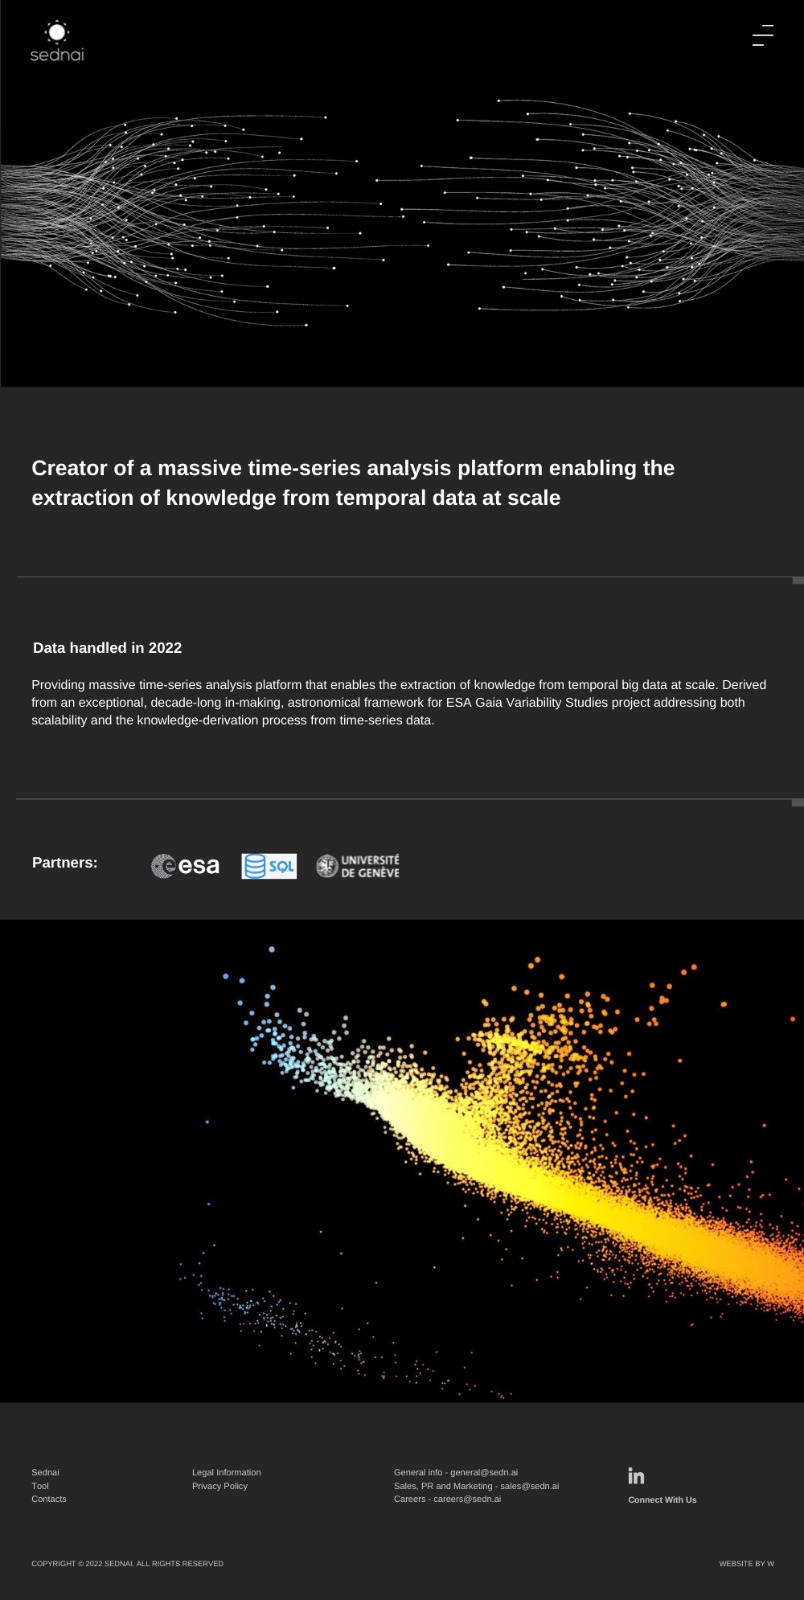 sednai
Creator of a massive time-series analysis platform enabling the
extraction of knowledge from temporal data at scale
Data handled in 2022
Providing massive time-series analysis platform that enables the extraction of knowledge from temporal big data at scale. Derived
from an exceptional, decade-long in-making, astronomical framework for ESA Gaia Variability Studies project addressing both
scalability and the knowledge-derivation process from time-series data.
Partners:
esa
SQL
UNIVERSITÉ
DE GENÈVE
Sednai
Tool
Contacts
Legal Information
Privacy Policy
General info - general@sedn.ai
Sales, PR and Marketing - sales@sedn.ai
Careers - careers@sedn.ai
in
Connect With Us
COPYRIGHT © 2022 SEDNAI. ALL RIGHTS RESERVED
WEBSITE BY W